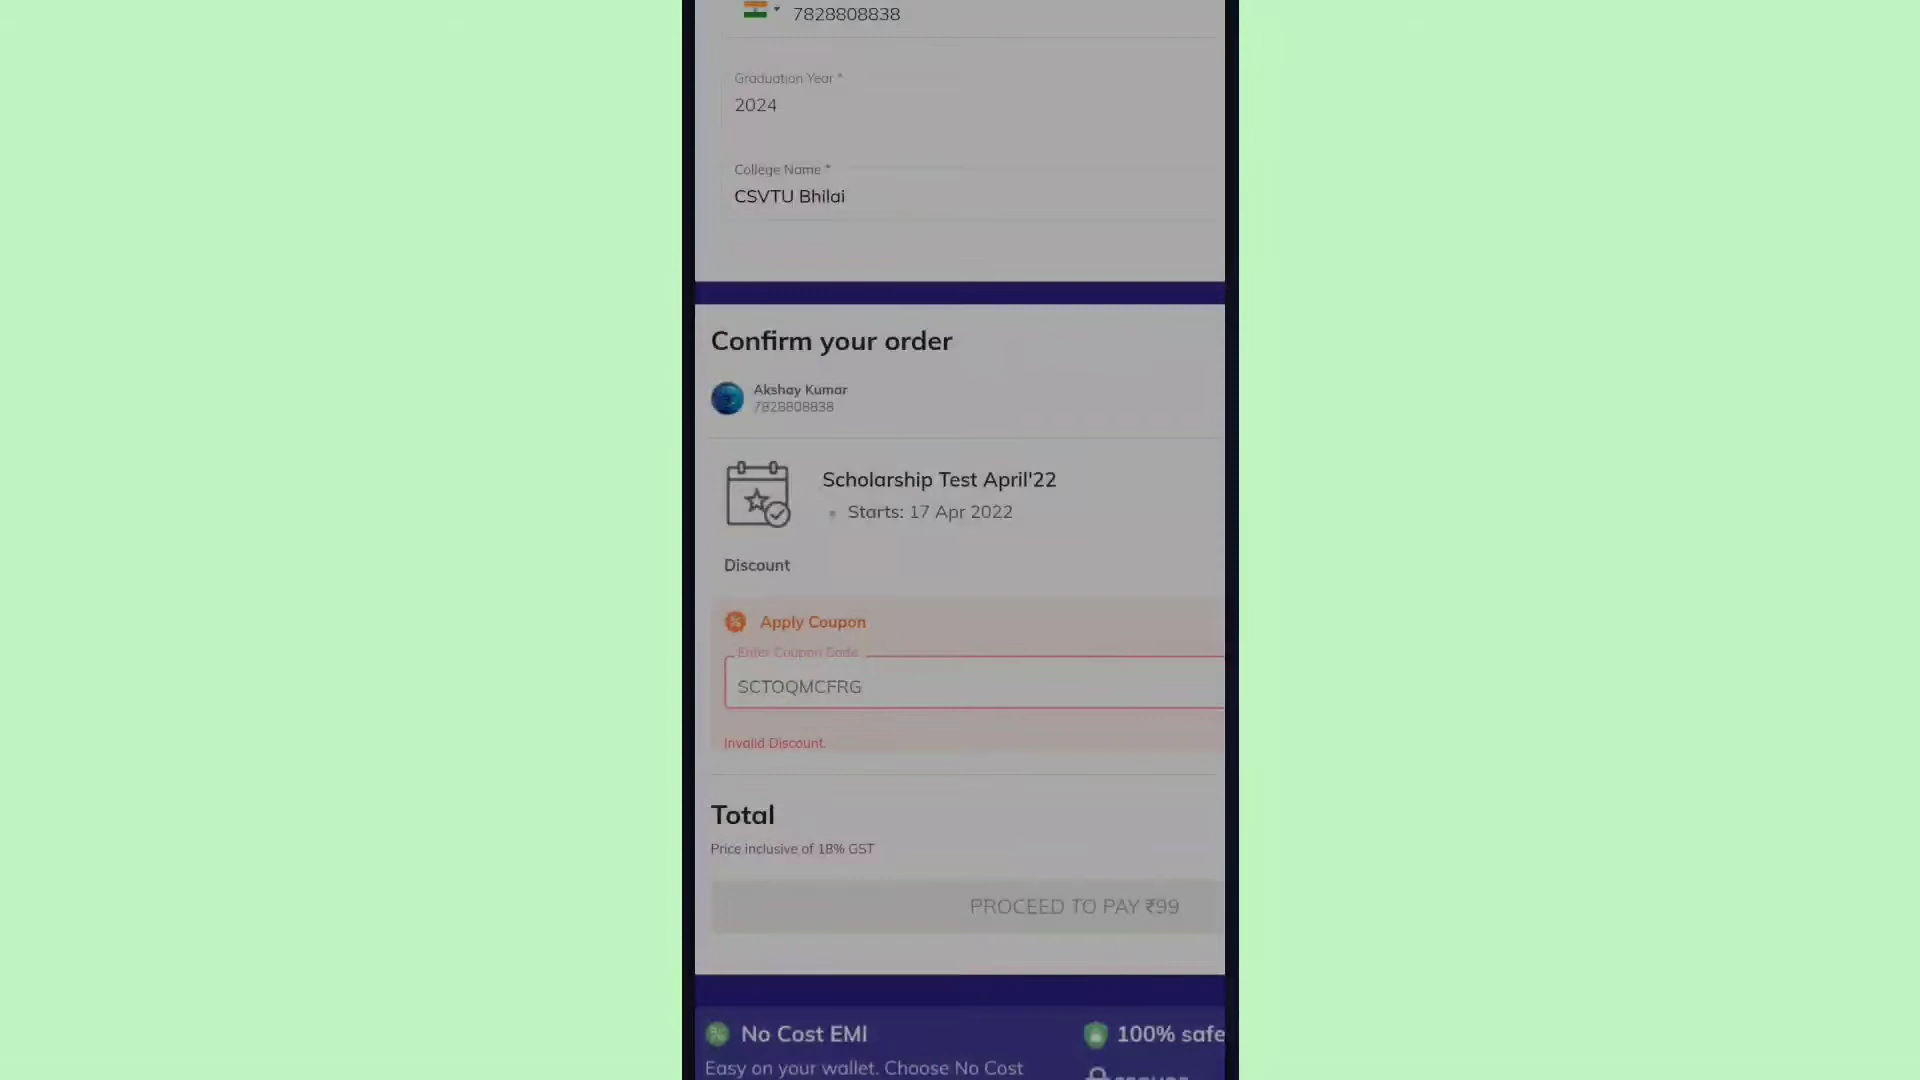 7828808838
Graduation Year *
2024
College Name *
CSVTU Bhilai
Confirm your order
Akshay Kumar
7828808838
Scholarship Test April'22
Starts: 17 Apr 2022
Discount
Apply Coupon
Enter Coupon Code
SCTOQMCFRG
Invalid Discount.
Total
Price inclusive of 18% GST
PROCEED TO PAY ₹99
No Cost EMI
100% safe
Easy on your wallet. Choose No Cost